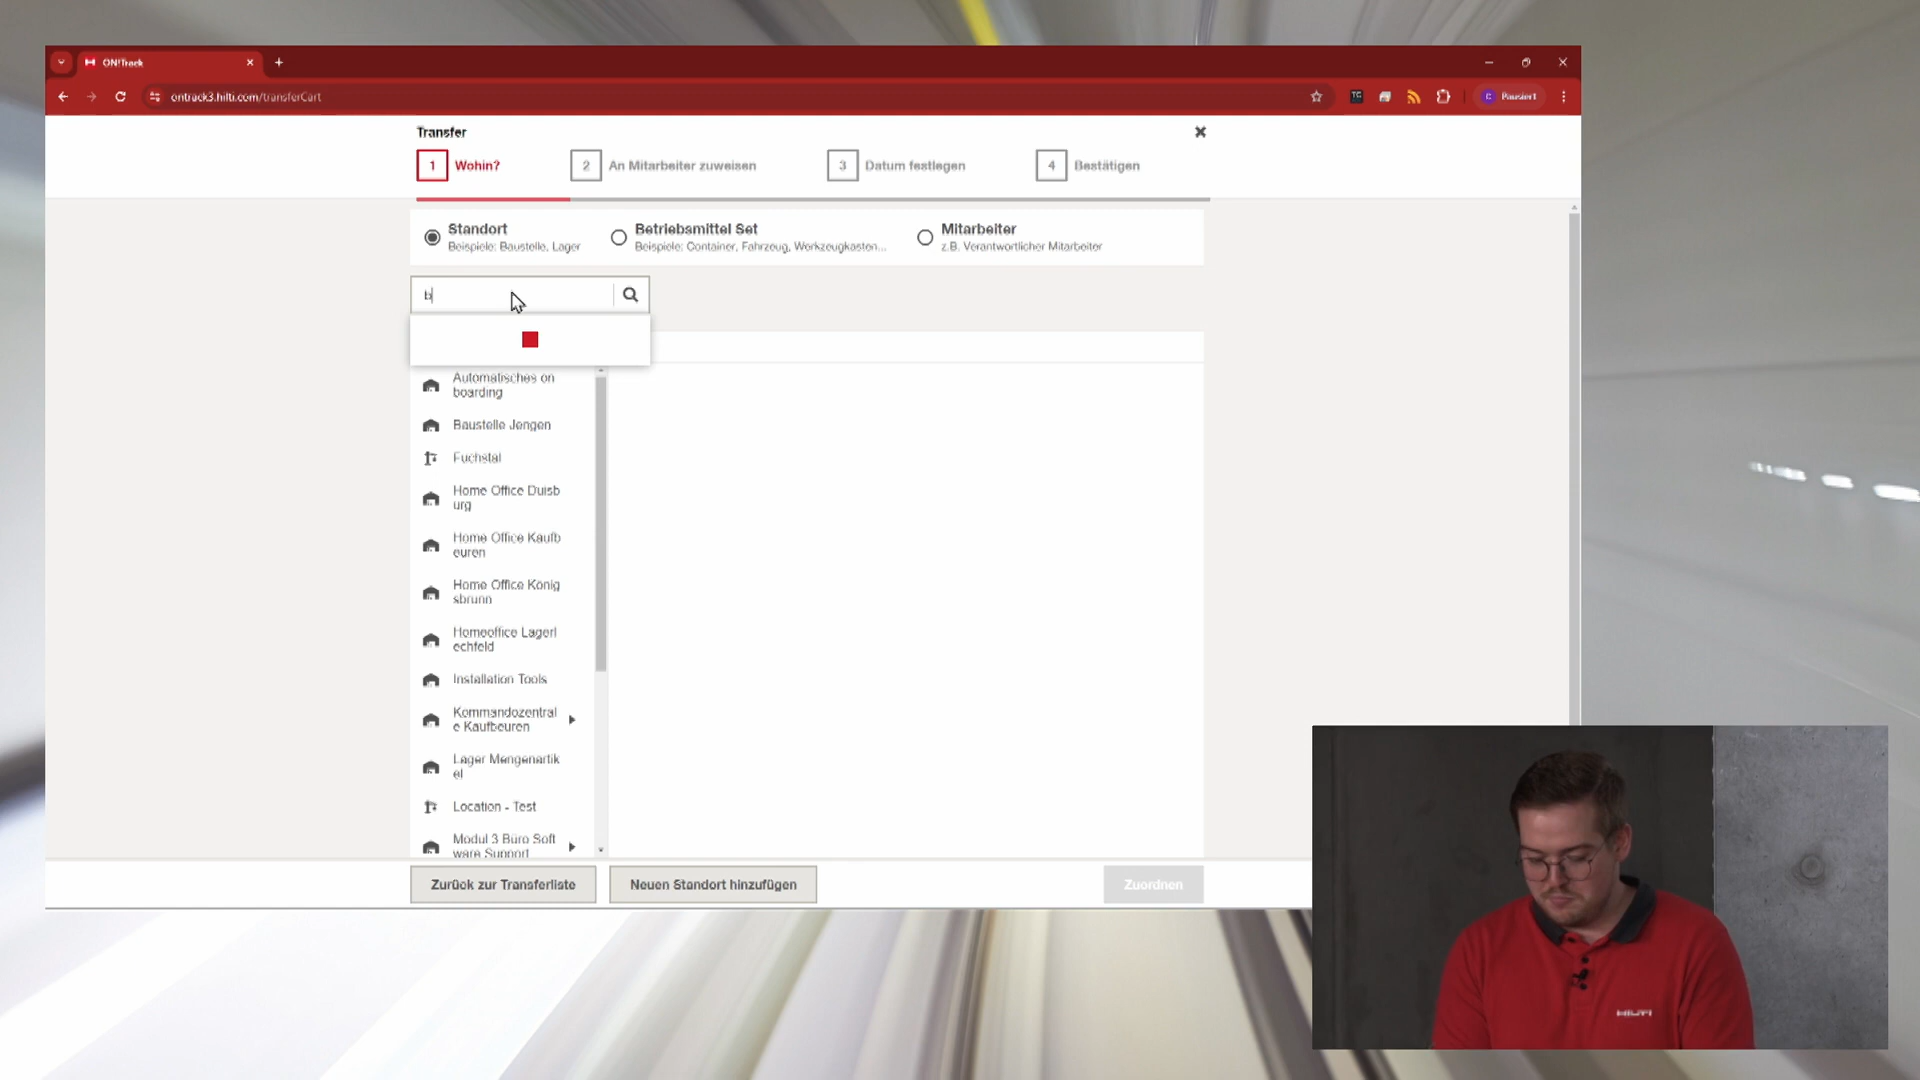 ON!Track
ontrack3.hilti.com/transferCart
TC
Pausiert
Transfer
1 Wohin?
2 An Mitarbeiter zuweisen
3 Datum festlegen
4 Bestätigen
Standort
Beispiele: Baustelle, Lager
Betriebsmittel Set
Beispiele: Container, Fahrzeug, Werkzeugkasten...
Mitarbeiter
z.B. Verantwortlicher Mitarbeiter
b
Automatisches on
boarding
Baustelle Jengen
Fuchstal
Home Office Duisb
urg
Home Office Kaufb
euren
Home Office König
sbrunn
Homeoffice Lagerl
echfeld
Installation Tools
Kommandozentral
e Kaufbeuren
Lager Mengenartik
el
Location - Test
Modul 3 Büro Soft
ware Support
Zurück zur Transferliste
Neuen Standort hinzufügen
Zuordnen
HILTI